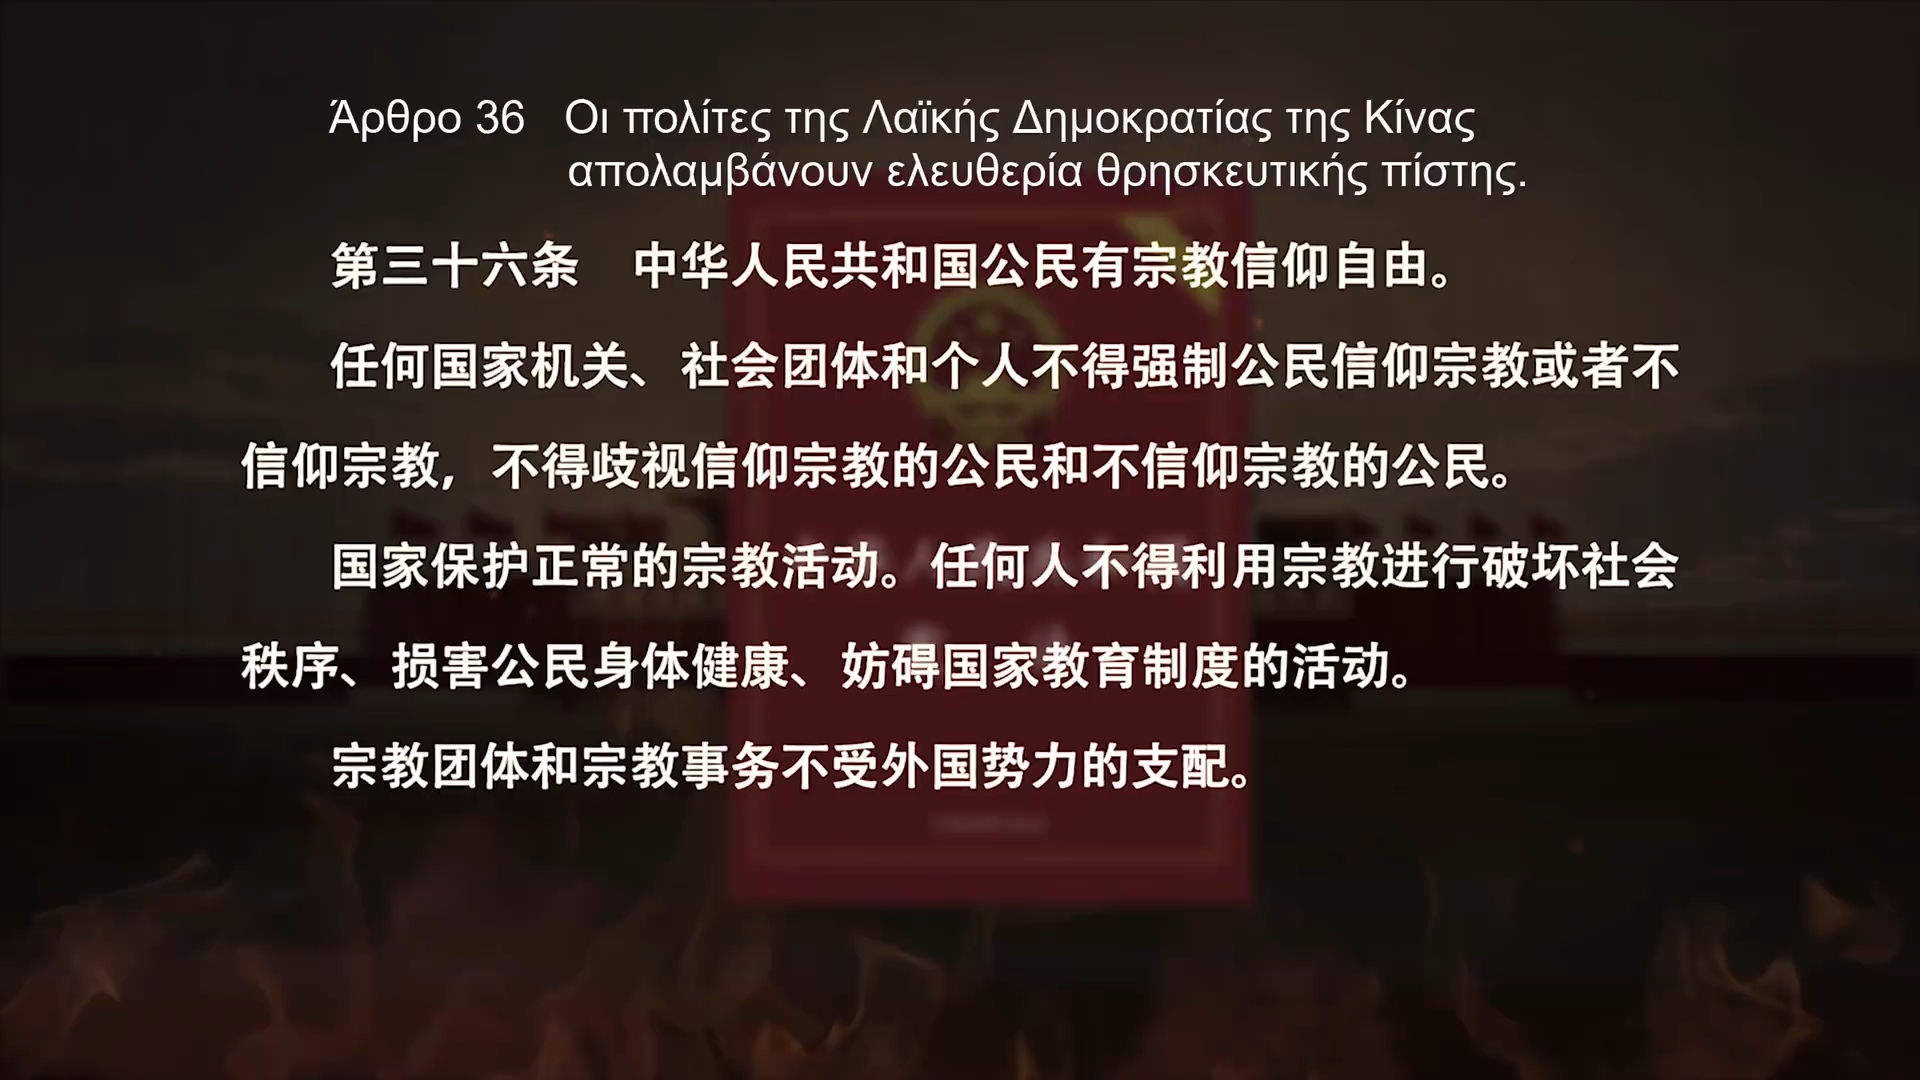 Άρθρο 36 Οι πολίτες της Λαϊκής Δημοκρατίας της Κίνας
απολαμβάνουν ελευθερία θρησκευτικής πίστης.
第三十六条 中华人民共和国公民有宗教信仰自由。
任何国家机关、社会团体和个人不得强制公民信仰宗教或者不
信仰宗教，不得歧视信仰宗教的公民和不信仰宗教的公民。
国家保护正常的宗教活动。任何人不得利用宗教进行破坏社会
秩序、损害公民身体健康、妨碍国家教育制度的活动。
宗教团体和宗教事务不受外国势力的支配。